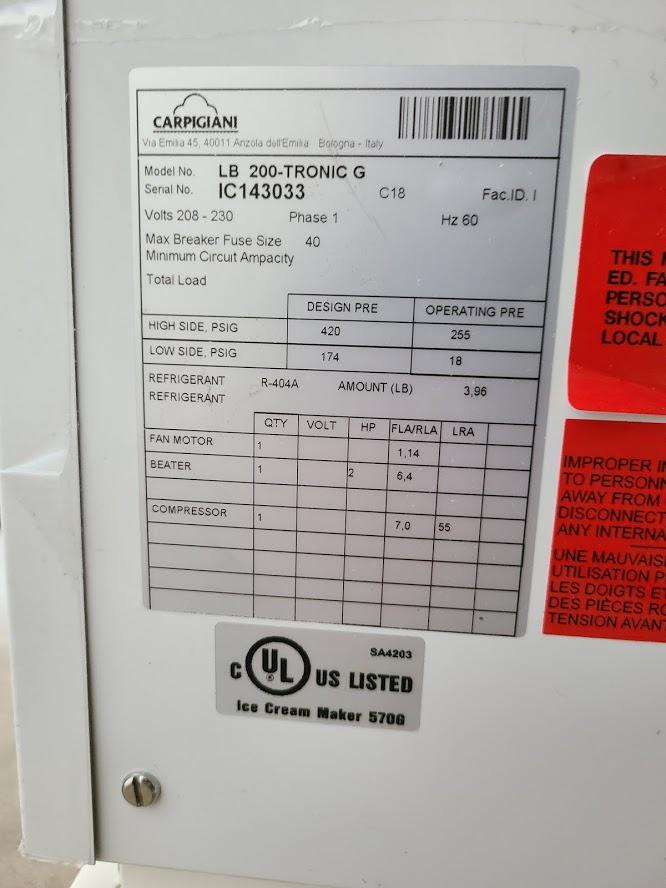 CARPIGIANI
Via Emilia 45, 40011 Anzola dell'Emilia Bologna - Italy
Model No. LB 200-TRONIC G
Serial No. IC143033 C18 Fac.ID. I
Volts 208 - 230 Phase 1 Hz 60
Max Breaker Fuse Size 40
Minimum Circuit Ampacity
Total Load
DESIGN PRE OPERATING PRE
HIGH SIDE, PSIG 420 255
LOW SIDE, PSIG 174 18
REFRIGERANT R-404A AMOUNT (LB) 3,96
REFRIGERANT
QTY VOLT HP FLA/RLA LRA
FAN MOTOR 1 1,14
BEATER 1 2 6,4
COMPRESSOR 1 7,0 55
C UL US LISTED
SA4203
Ice Cream Maker 570G
THIS
ED. FA
PERSO
SHOCK
LOCAL
IMPROPER
TO PERSONN
AWAY FROM
DISCONNECT
ANY INTERNA
UNE MAUVAIS
UTILISATION P
LES DOIGTS ET
DES PIÈCES RO
TENSION AVAN